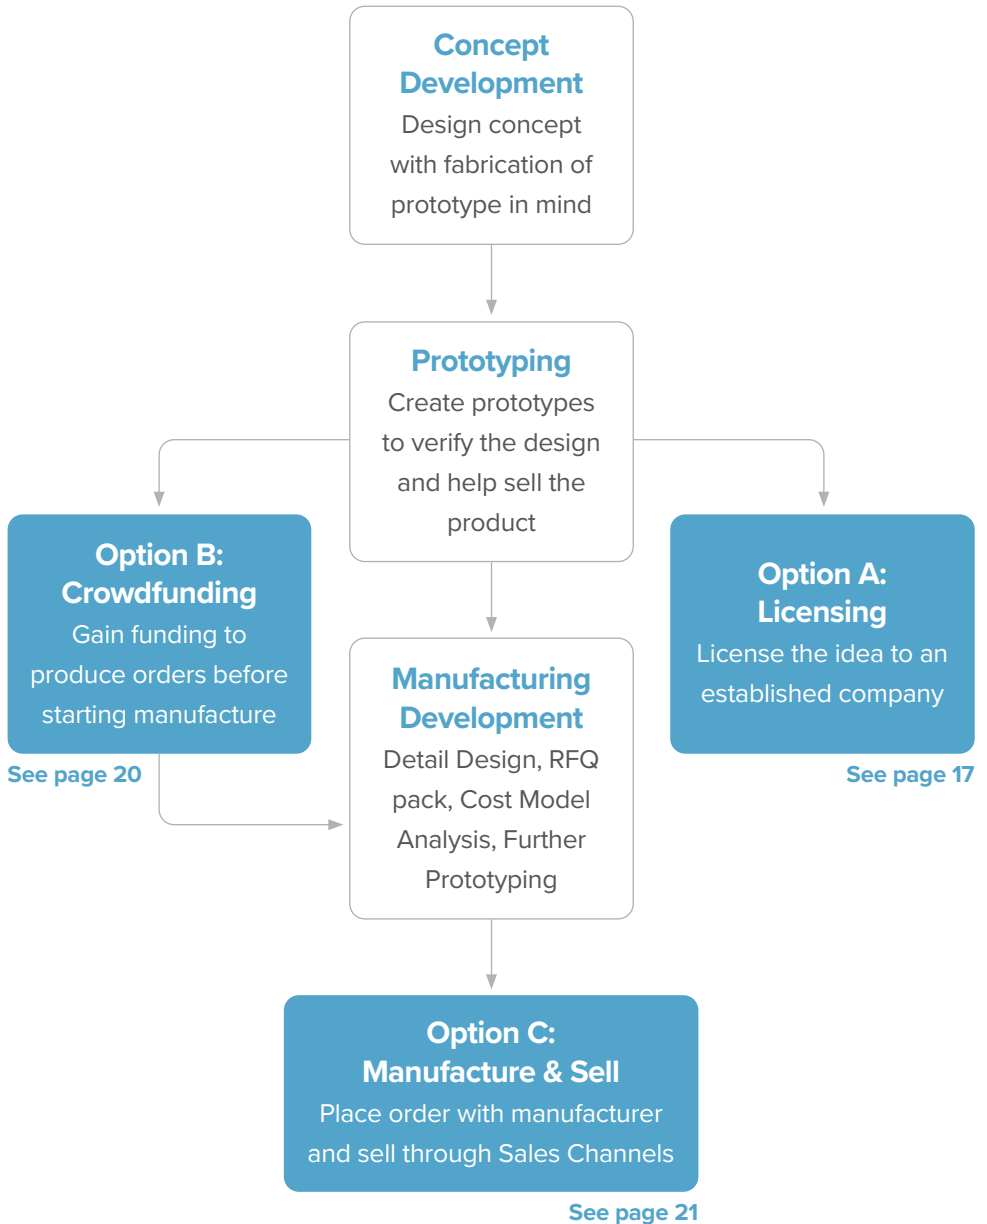 Concept
Development
Design concept
with fabrication of
prototype in mind
Prototyping
Create prototypes
to verify the design
and help sell the
product
Option B:
Crowdfunding
Gain funding to
produce orders before
starting manufacture
See page 20
Option A:
Licensing
License the idea to an
established company
See page 17
Manufacturing
Development
Detail Design, RFQ
pack, Cost Model
Analysis, Further
Prototyping
Option C:
Manufacture & Sell
Place order with manufacturer
and sell through Sales Channels
See page 21